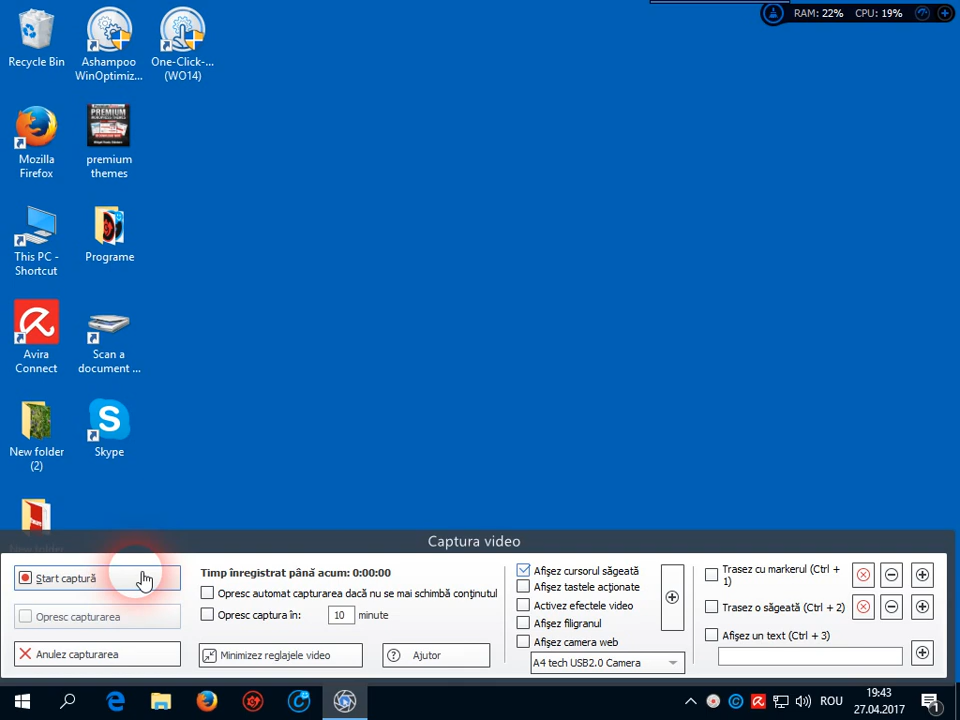 RAM: 22%
CPU: 19%
Recycle Bin
Ashampoo
WinOptimiz...
One-Click-...
(WO14)
Mozilla
Firefox
premium
themes
This PC -
Shortcut
Programe
Avira
Connect
Scan a
document ...
New folder
(2)
Skype
Captura video
Start captură
Opresc capturarea
Anulez capturarea
Timp înregistrat până acum: 0:00:00
Opresc automat capturarea dacă nu se mai schimbă conținutul
Opresc captura în: 10 minute
Minimizez reglajele video
Ajutor
Afișez cursorul săgeată
Afișez tastele acționate
Activez efectele video
Afișez filigranul
Afișez camera web
A4 tech USB2.0 Camera
Trasez cu markerul (Ctrl +
1)
Trasez o săgeată (Ctrl + 2)
Afișez un text (Ctrl + 3)
ROU
19:43
27.04.2017
1